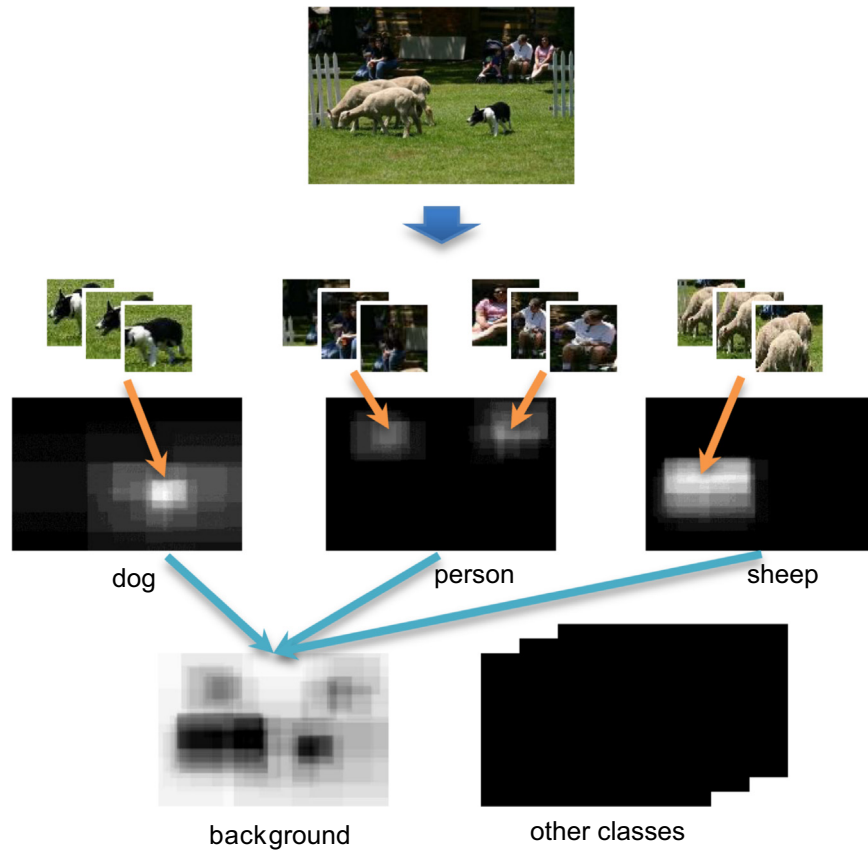 dog
person
sheep
background
other classes